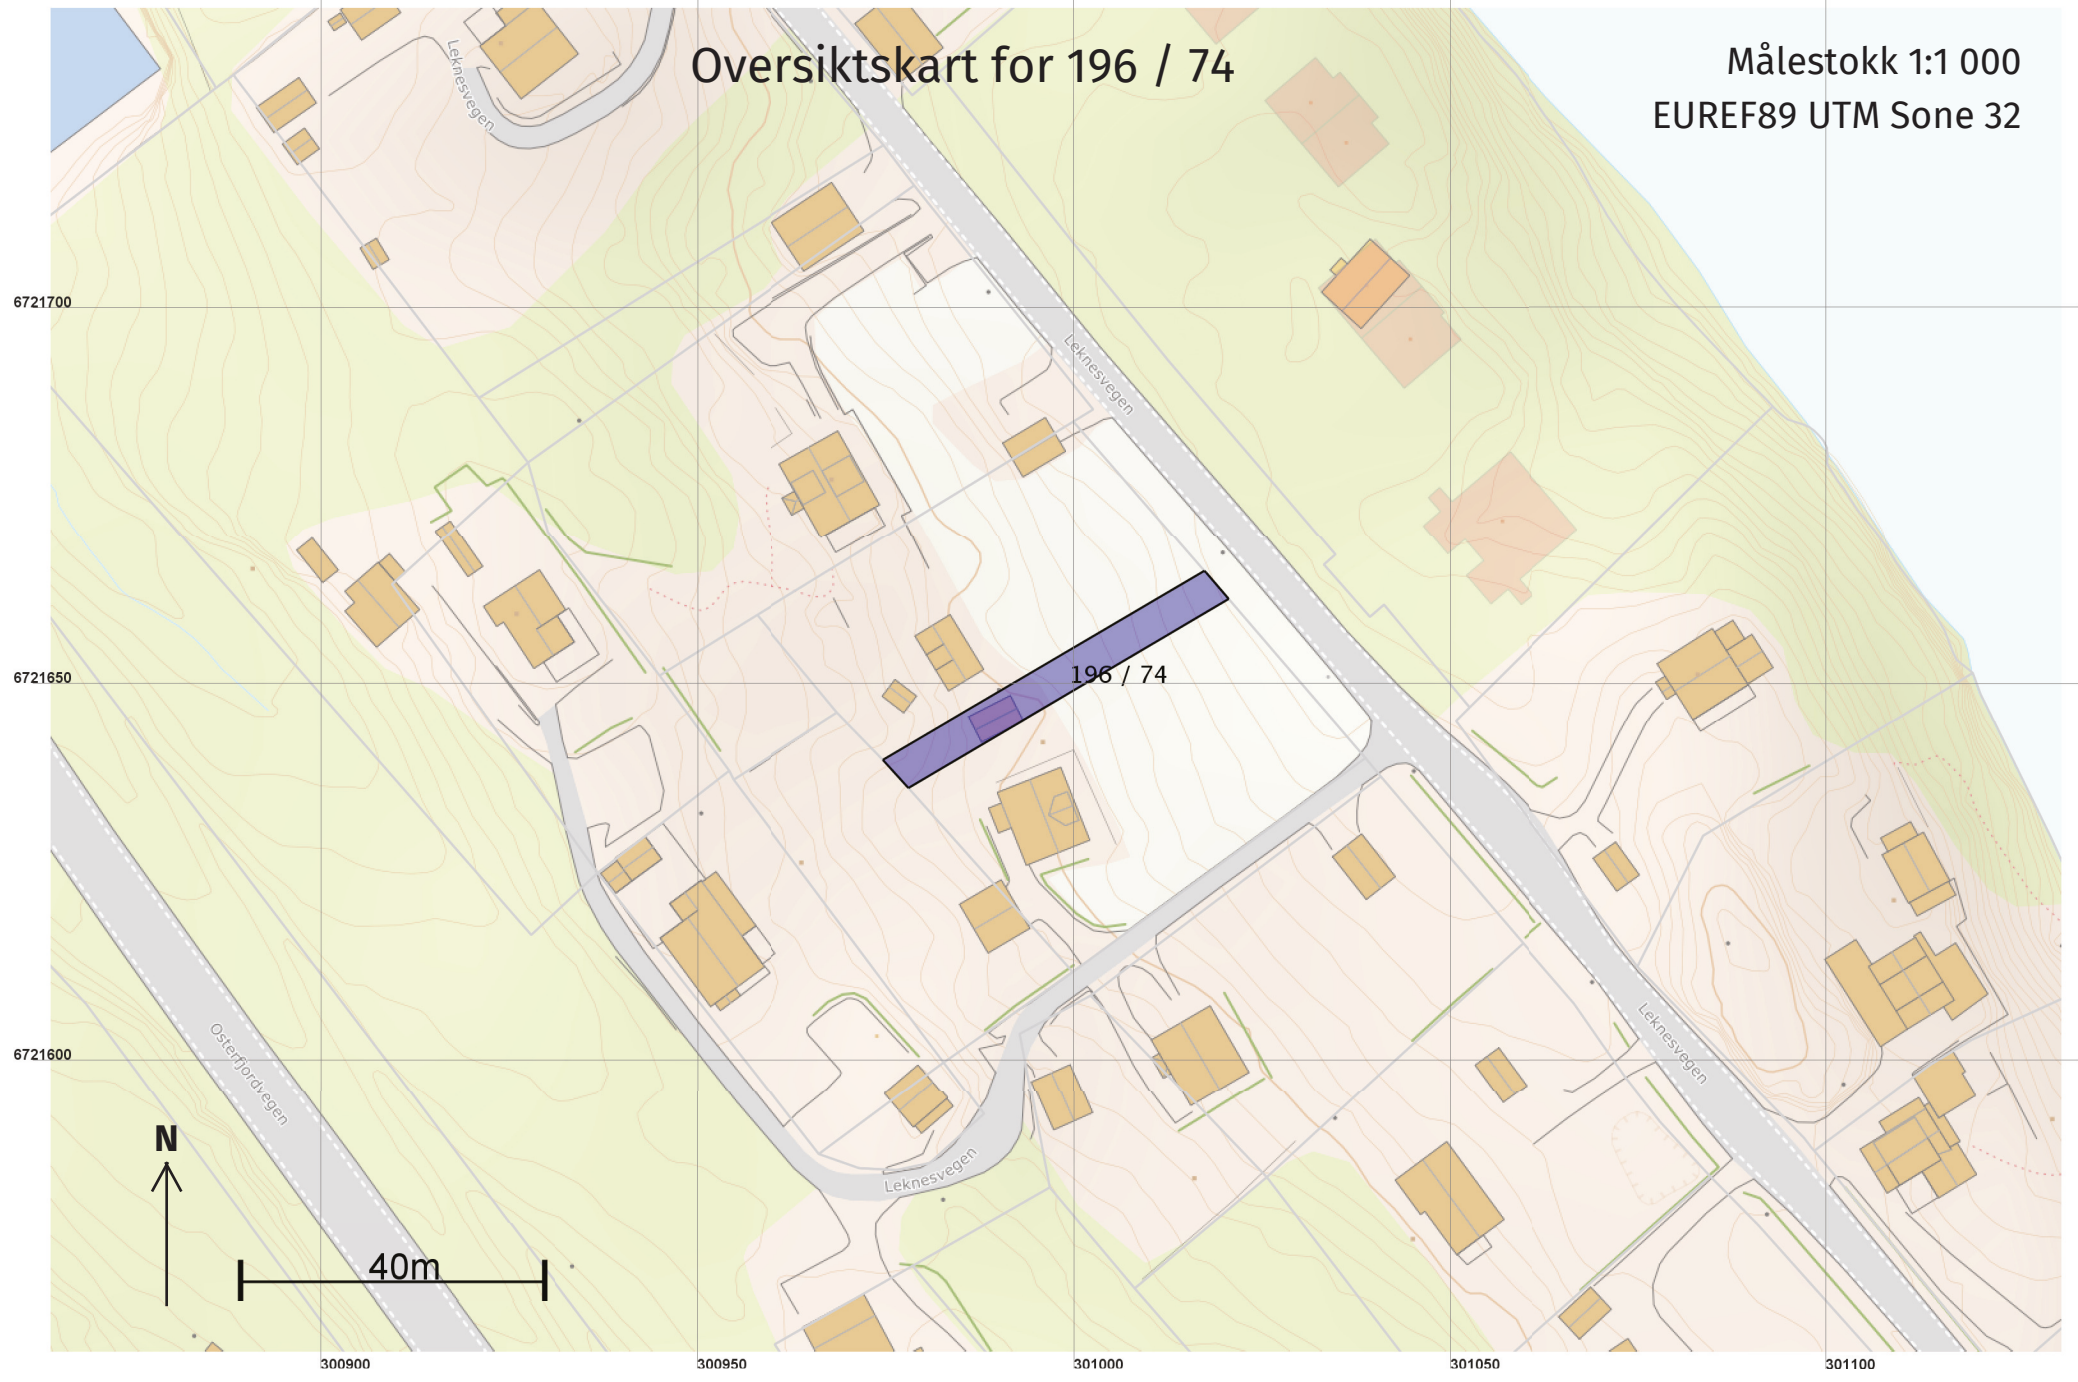 Oversiktskart for 196 / 74
Målestokk 1:1 000
EUREF89 UTM Sone 32
Leknesvegen
6721700
Leknesvegen
6721650
196 / 74
6721600
Osterfjordvegen
Leknesvegen
Leknesvegen
N
40m
300900
300950
301000
301050
301100